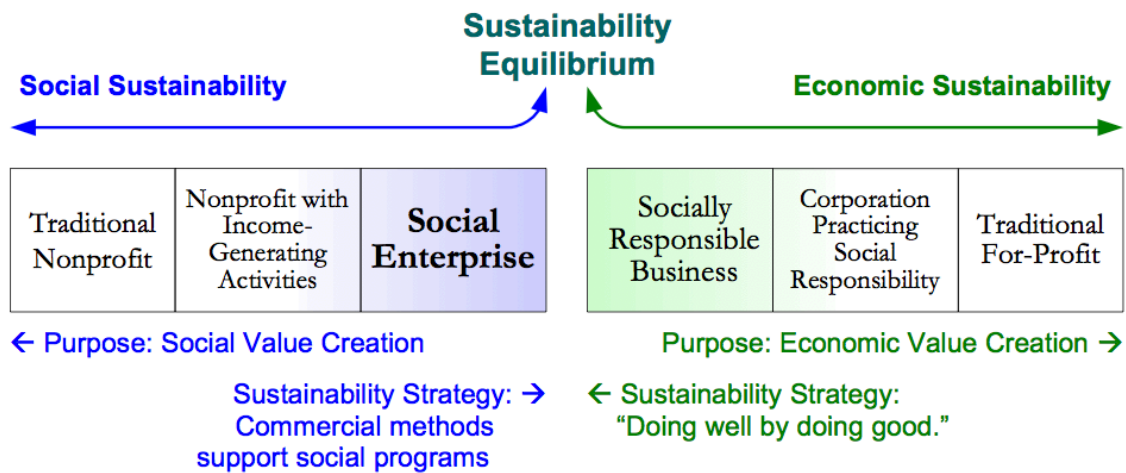 Sustainability
Equilibrium
Social Sustainability
Economic Sustainability
Traditional
Nonprofit
Nonprofit with
Income-
Generating
Activities
Social
Enterprise
Socially
Responsible
Business
Corporation
Practicing
Social
Responsibility
Traditional
For-Profit
← Purpose: Social Value Creation
Purpose: Economic Value Creation →
Sustainability Strategy: →
Commercial methods
support social programs
← Sustainability Strategy:
“Doing well by doing good.”